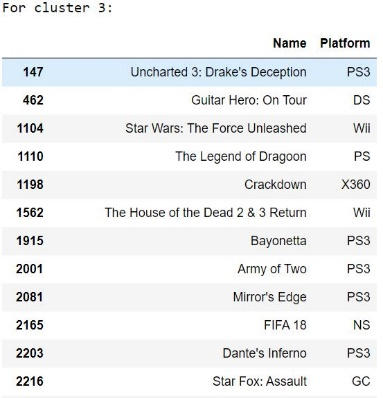 For cluster 3:
Name Platform
147 Uncharted 3: Drake's Deception PS3
462 Guitar Hero: On Tour DS
1104 Star Wars: The Force Unleashed Wii
1110 The Legend of Dragoon PS
1198 Crackdown X360
1562 The House of the Dead 2 & 3 Return Wii
1915 Bayonetta PS3
2001 Army of Two PS3
2081 Mirror's Edge PS3
2165 FIFA 18 NS
2203 Dante's Inferno PS3
2216 Star Fox: Assault GC